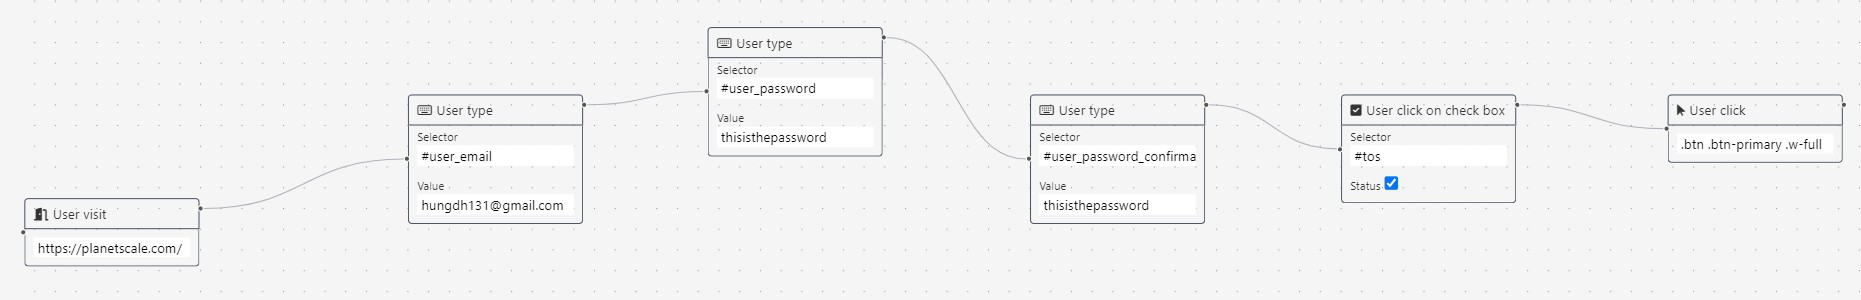 User visit
https://planetscale.com/
User type
Selector
#user_email
Value
hungdh131@gmail.com
User type
Selector
#user_password
Value
thisisthepassword
User type
Selector
#user_password_confirma
Value
thisisthepassword
User click on check box
Selector
#tos
Status
User click
.btn .btn-primary .w-full